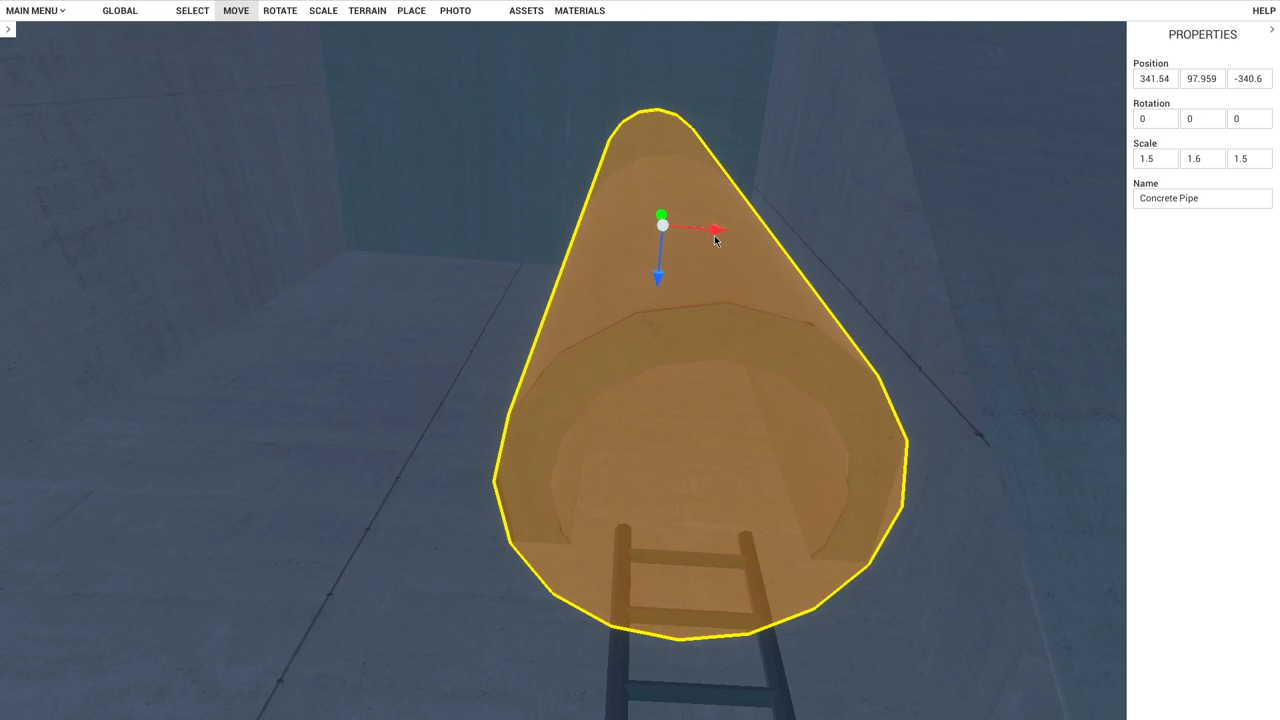 MAIN MENU GLOBAL SELECT MOVE ROTATE SCALE TERRAIN PLACE PHOTO ASSETS MATERIALS HELP
PROPERTIES
Position
341.54 97.959 -340.6
Rotation
0 0 0
Scale
1.5 1.6 1.5
Name
Concrete Pipe